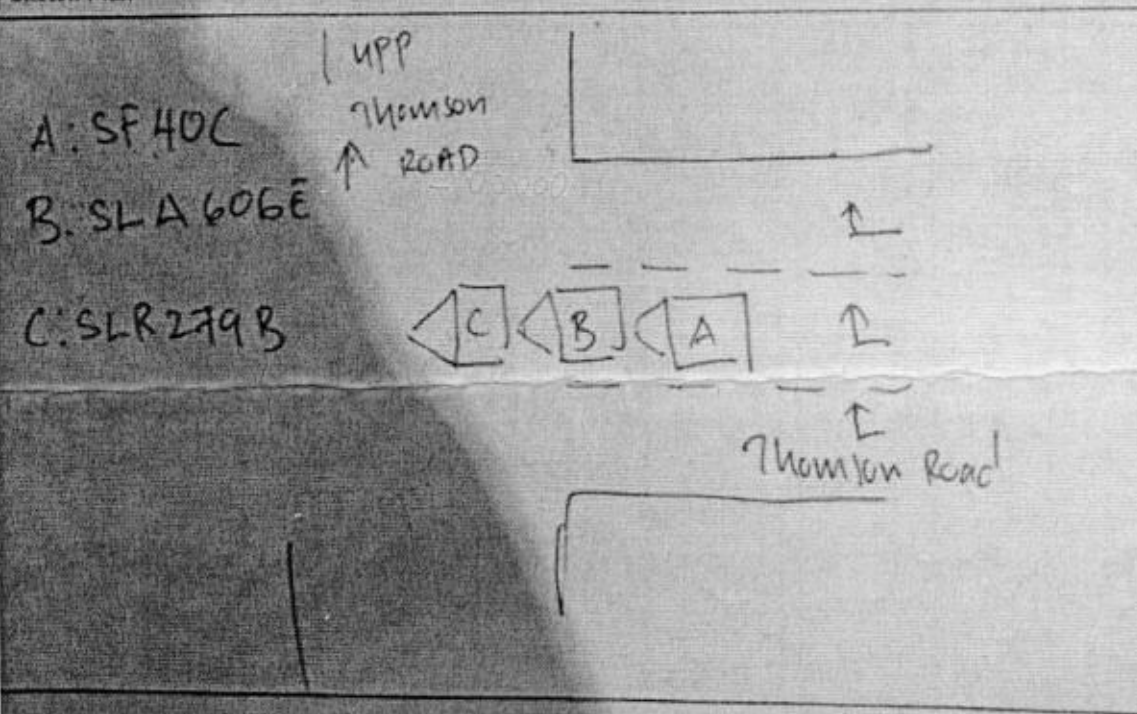 UPP
Thomson
ROAD
A: SF40C
B: SLA606E
C: SLR279B
C
B
A
Thomson Road